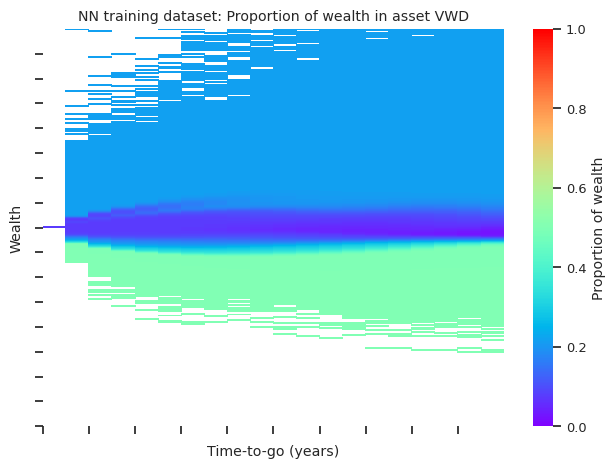 NN training dataset: Proportion of wealth in asset VWD
Wealth
Time-to-go (years)
1.0
0.8
0.6
0.4
0.2
0.0
Proportion of wealth